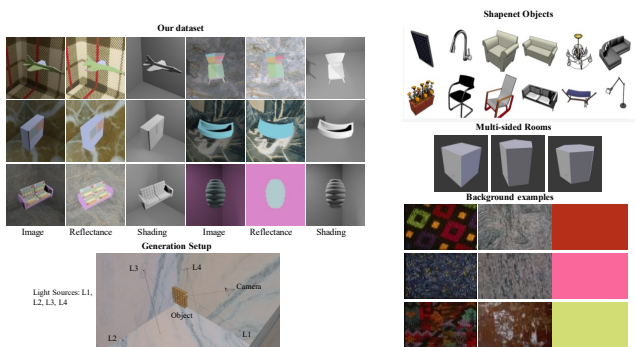 Our dataset
Image Reflectance Shading Image Reflectance Shading
Generation Setup
Light Sources: L1,
L2, L3, L4
L3
L4
Camera
Object
L2
L1
Shapenet Objects
Multi-sided Rooms
Background examples